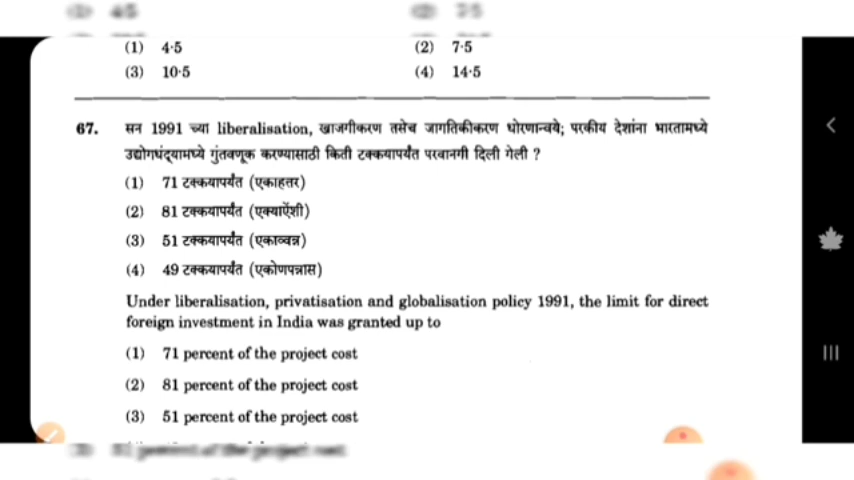 (1) 45 (2) 75
(1) 4·5 (2) 7·5
(3) 10·5 (4) 14·5
67. सन 1991 च्या liberalisation, खाजगीकरण तसेच जागतिकीकरण धोरणान्वये; परकीय देशांना भारतामध्ये
उद्योगधंद्यामध्ये गुंतवणूक करण्यासाठी किती टक्क्यापर्यंत परवानगी दिली गेली ?
(1) 71 टक्क्यापर्यंत (एकाहत्तर)
(2) 81 टक्क्यापर्यंत (एक्याऐंशी)
(3) 51 टक्क्यापर्यंत (एकाव्वन्न)
(4) 49 टक्क्यापर्यंत (एकोणपन्नास)
Under liberalisation, privatisation and globalisation policy 1991, the limit for direct
foreign investment in India was granted up to
(1) 71 percent of the project cost
(2) 81 percent of the project cost
(3) 51 percent of the project cost